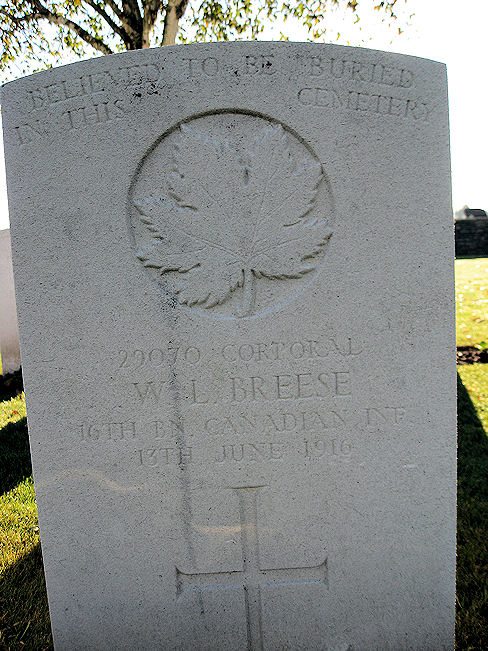 BELIEVED TO BE BURIED
IN THIS CEMETERY
29070 CORPORAL
W. L. BREESE
16TH BN. CANADIAN INF.
13TH JUNE 1916